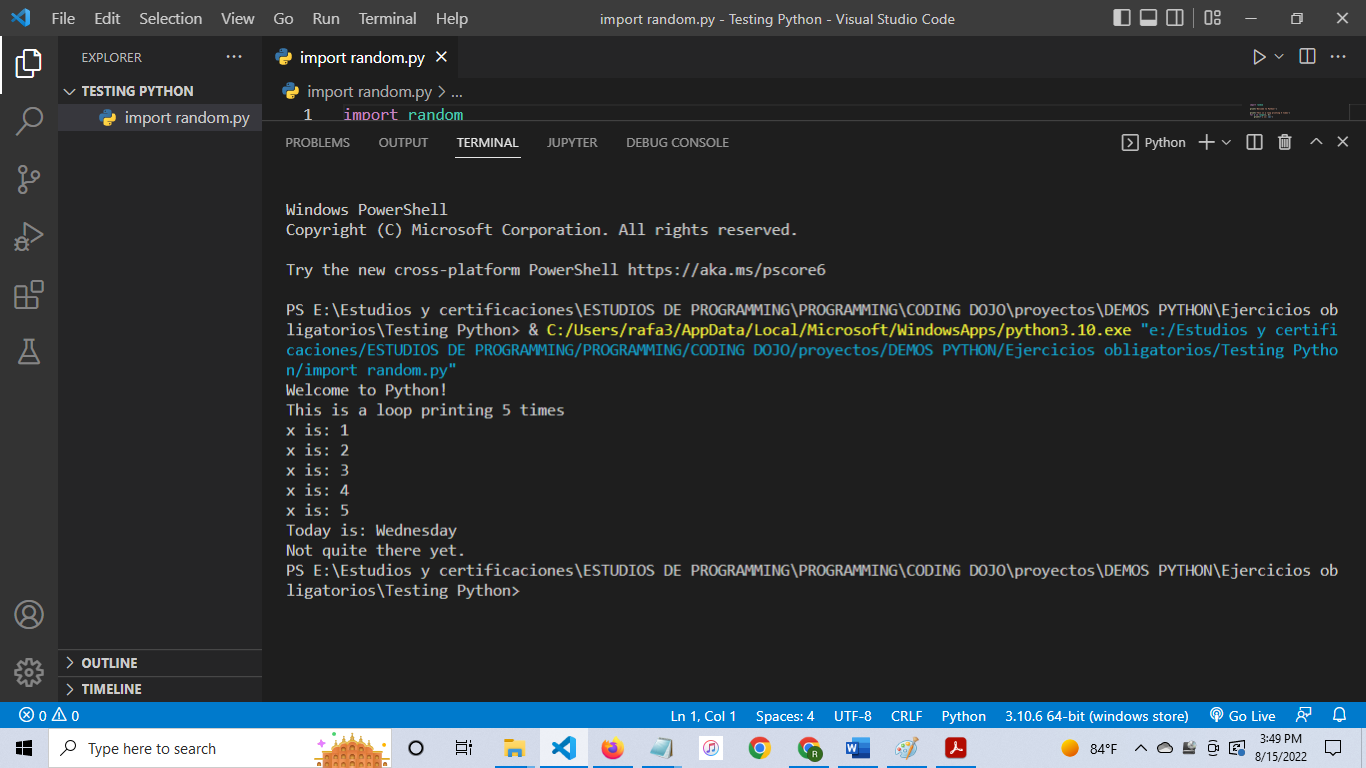 File Edit Selection View Go Run Terminal Help import random.py - Testing Python - Visual Studio Code
EXPLORER ...
TESTING PYTHON
import random.py
import random.py
import random.py > ...
1 import random
PROBLEMS OUTPUT TERMINAL JUPYTER DEBUG CONSOLE Python
Windows PowerShell
Copyright (C) Microsoft Corporation. All rights reserved.
Try the new cross-platform PowerShell https://aka.ms/pscore6
PS E:\Estudios y certificaciones\ESTUDIOS DE PROGRAMMING\PROGRAMMING\CODING DOJO\proyectos\DEMOS PYTHON\Ejercicios ob
ligatorios\Testing Python> & C:/Users/rafa3/AppData/Local/Microsoft/WindowsApps/python3.10.exe "e:/Estudios y certifi
caciones/ESTUDIOS DE PROGRAMMING/PROGRAMMING/CODING DOJO/proyectos/DEMOS PYTHON/Ejercicios obligatorios/Testing Pytho
n/import random.py"
Welcome to Python!
This is a loop printing 5 times
x is: 1
x is: 2
x is: 3
x is: 4
x is: 5
Today is: Wednesday
Not quite there yet.
PS E:\Estudios y certificaciones\ESTUDIOS DE PROGRAMMING\PROGRAMMING\CODING DOJO\proyectos\DEMOS PYTHON\Ejercicios ob
ligatorios\Testing Python>
OUTLINE
TIMELINE
0 0 Ln 1, Col 1 Spaces: 4 UTF-8 CRLF Python 3.10.6 64-bit (windows store) Go Live
Type here to search 84°F 3:49 PM
8/15/2022